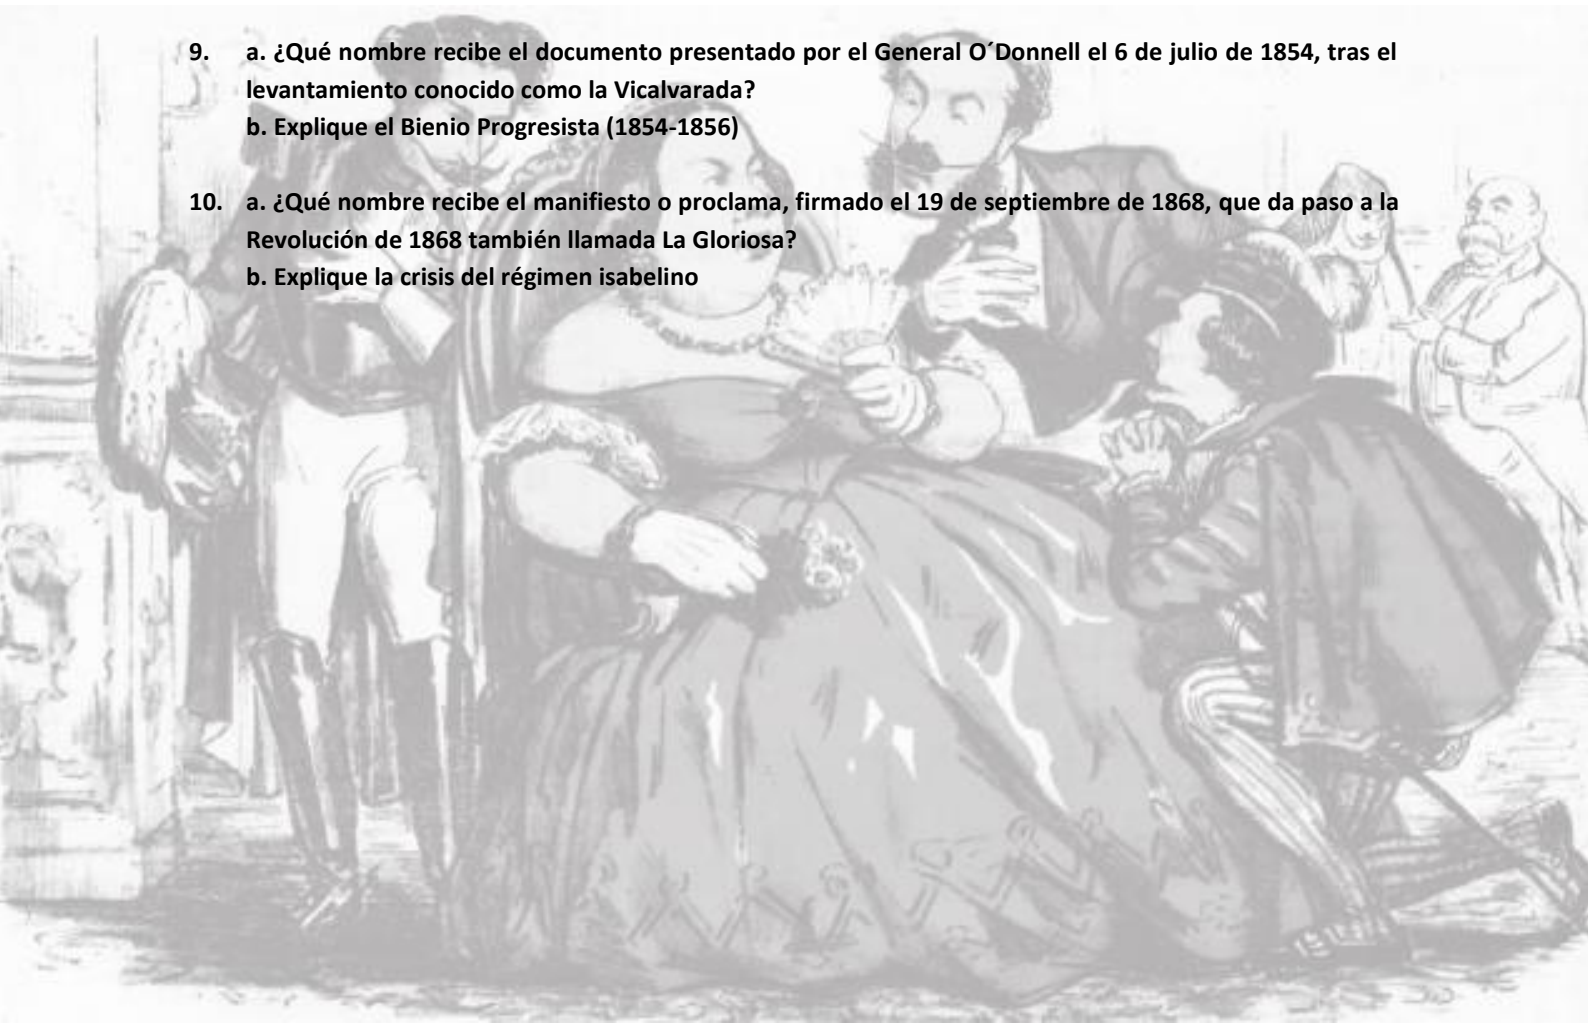 9. a. ¿Qué nombre recibe el documento presentado por el General O´Donnell el 6 de julio de 1854, tras el
levantamiento conocido como la Vicalvarada?
b. Explique el Bienio Progresista (1854-1856)
10. a. ¿Qué nombre recibe el manifiesto o proclama, firmado el 19 de septiembre de 1868, que da paso a la
Revolución de 1868 también llamada La Gloriosa?
b. Explique la crisis del régimen isabelino